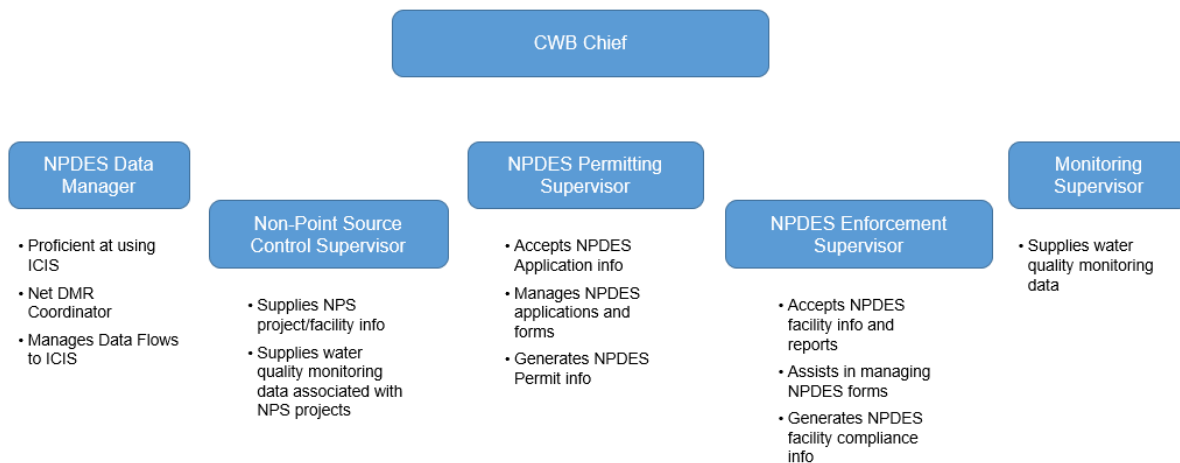 CWB Chief
NPDES Data
Manager
• Proficient at using
ICIS
• Net DMR
Coordinator
• Manages Data Flows
to ICIS
Non-Point Source
Control Supervisor
• Supplies NPS
project/facility info
• Supplies water
quality monitoring
data associated with
NPS projects
NPDES Permitting
Supervisor
• Accepts NPDES
Application info
• Manages NPDES
applications and
forms
• Generates NPDES
Permit info
NPDES Enforcement
Supervisor
• Accepts NPDES
facility info and
reports
• Assists in managing
NPDES forms
• Generates NPDES
facility compliance
info
Monitoring
Supervisor
• Supplies water
quality monitoring
data